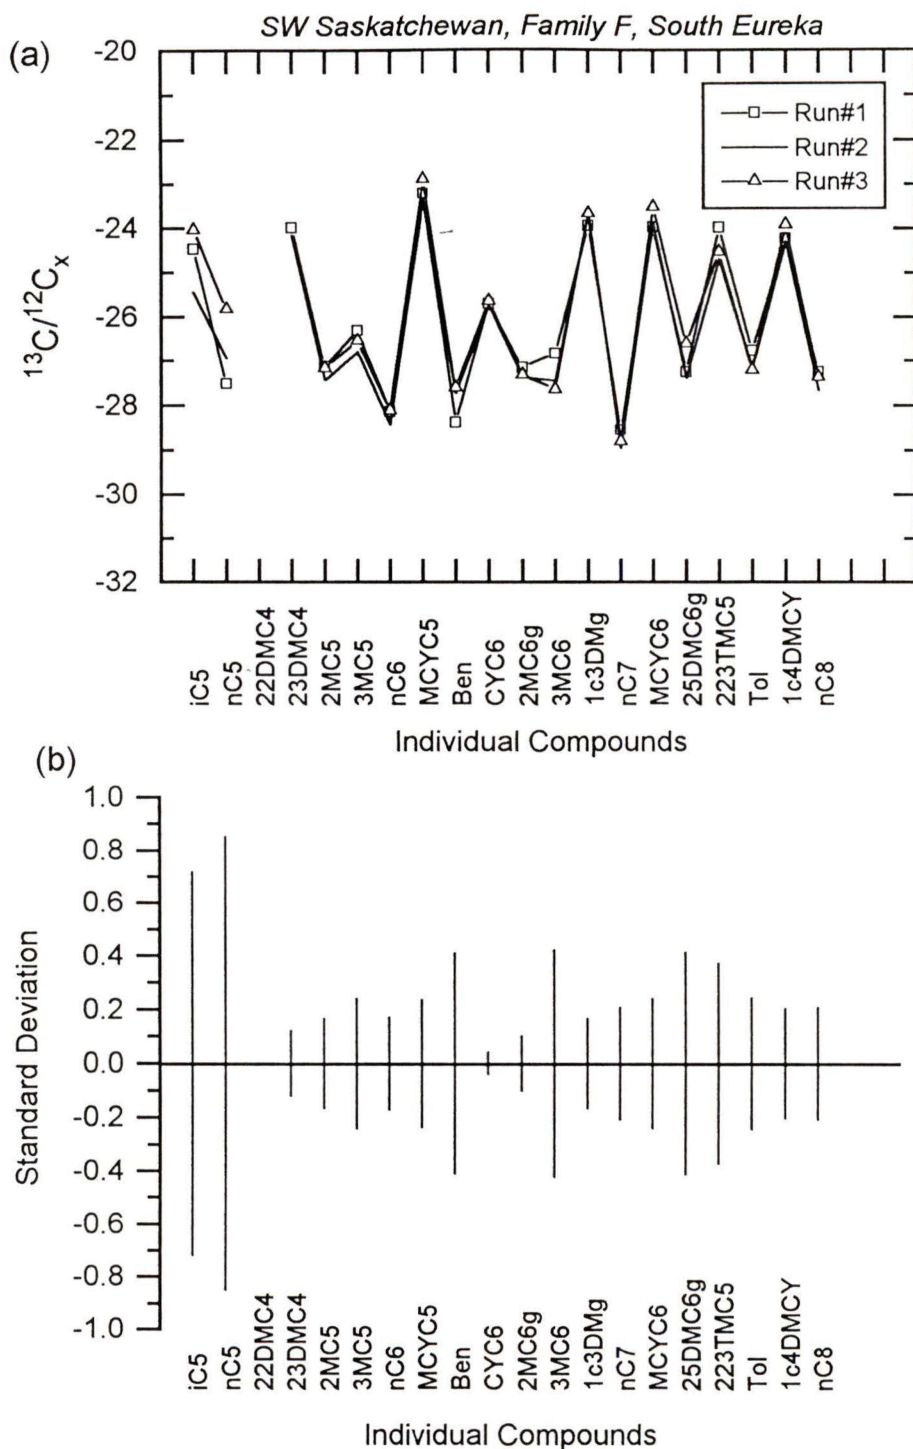 SW Saskatchewan, Family F, South Eureka
(a)
-20
-22
-24
-26
-28
-30
-32
13C/12Cx
Run#1
Run#2
Run#3
iC5
nC5
22DMC4
23DMC4
2MC5
3MC5
nC6
MCYC5
Ben
CYC6
2MC6g
3MC6
1c3DMg
nC7
MCYC6
25DMC6g
223TMC5
Tol
1c4DMCY
nC8
Individual Compounds
(b)
1.0
0.8
0.6
0.4
0.2
0.0
-0.2
-0.4
-0.6
-0.8
-1.0
Standard Deviation
iC5
nC5
22DMC4
23DMC4
2MC5
3MC5
nC6
MCYC5
Ben
CYC6
2MC6g
3MC6
1c3DMg
nC7
MCYC6
25DMC6g
223TMC5
Tol
1c4DMCY
nC8
Individual Compounds